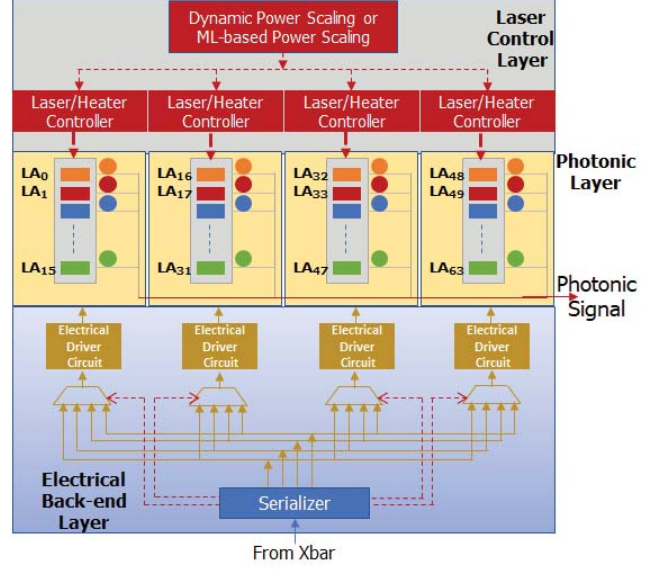 Dynamic Power Scaling or
ML-based Power Scaling
Laser
Control
Layer
Laser/Heater
Controller
Laser/Heater
Controller
Laser/Heater
Controller
Laser/Heater
Controller
Photonic
Layer
LA0
LA1
LA15
LA16
LA17
LA31
LA32
LA33
LA47
LA48
LA49
LA63
Photonic
Signal
Electrical
Driver
Circuit
Electrical
Driver
Circuit
Electrical
Driver
Circuit
Electrical
Driver
Circuit
Electrical
Back-end
Layer
Serializer
From Xbar